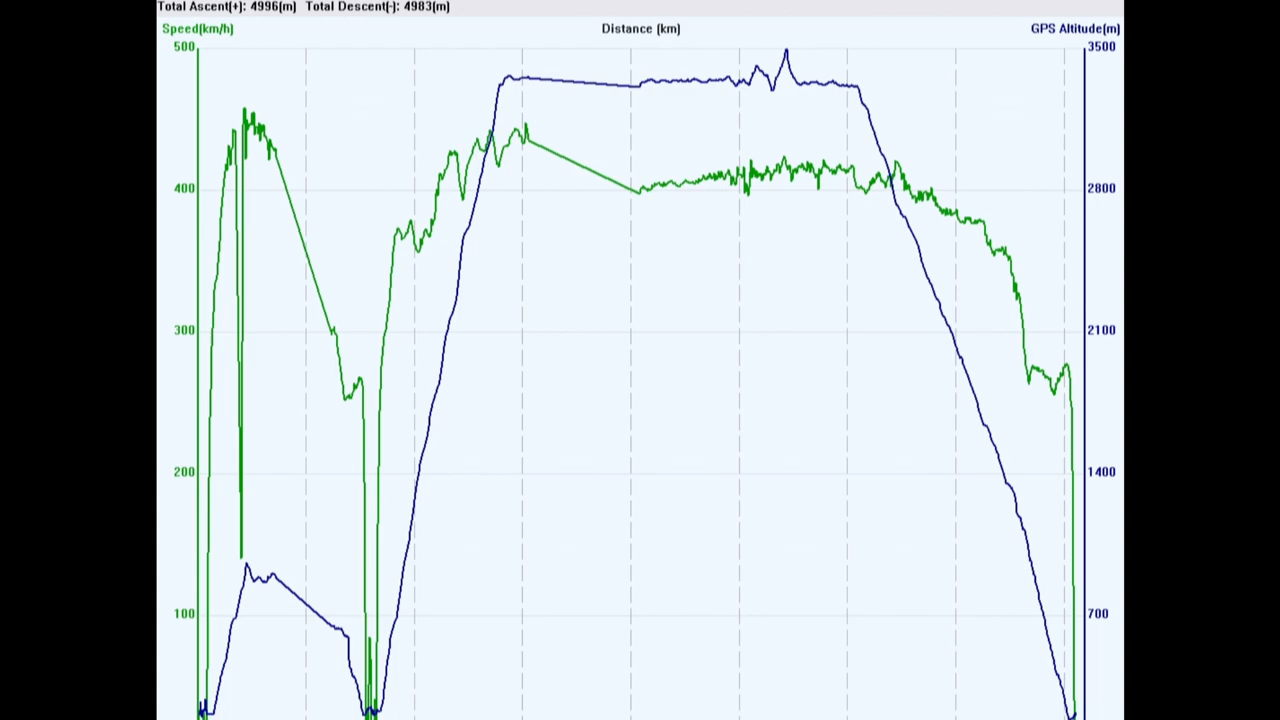 Total Ascent(+): 4996(m) Total Descent(-): 4983(m)
Speed(km/h) Distance (km) GPS Altitude(m)
500 3500
400 2800
300 2100
200 1400
100 700